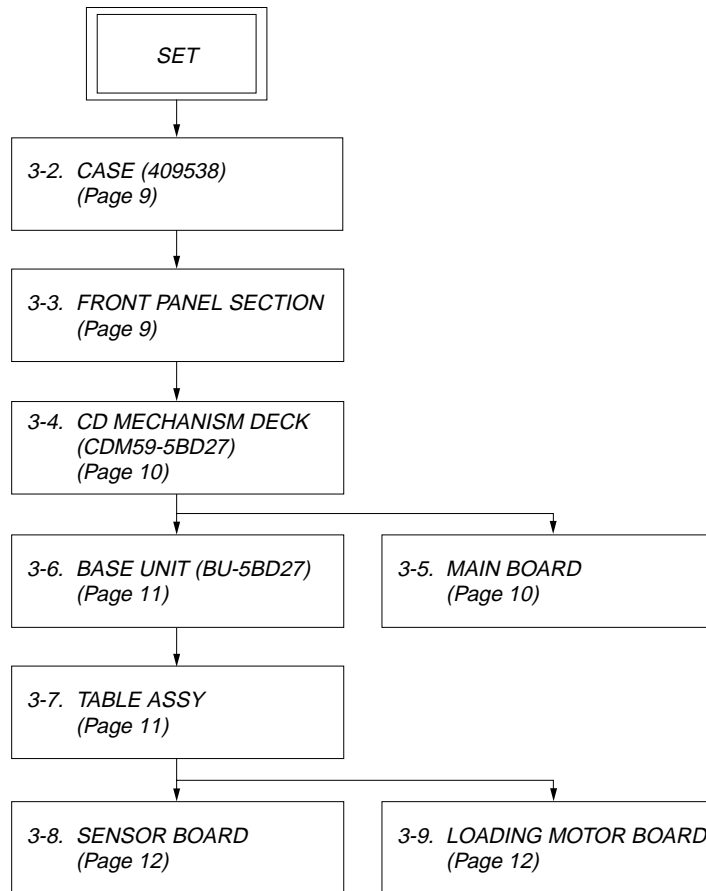 SET
3-2. CASE (409538)
(Page 9)
3-3. FRONT PANEL SECTION
(Page 9)
3-4. CD MECHANISM DECK
(CDM59-5BD27)
(Page 10)
3-6. BASE UNIT (BU-5BD27)
(Page 11)
3-5. MAIN BOARD
(Page 10)
3-7. TABLE ASSY
(Page 11)
3-8. SENSOR BOARD
(Page 12)
3-9. LOADING MOTOR BOARD
(Page 12)